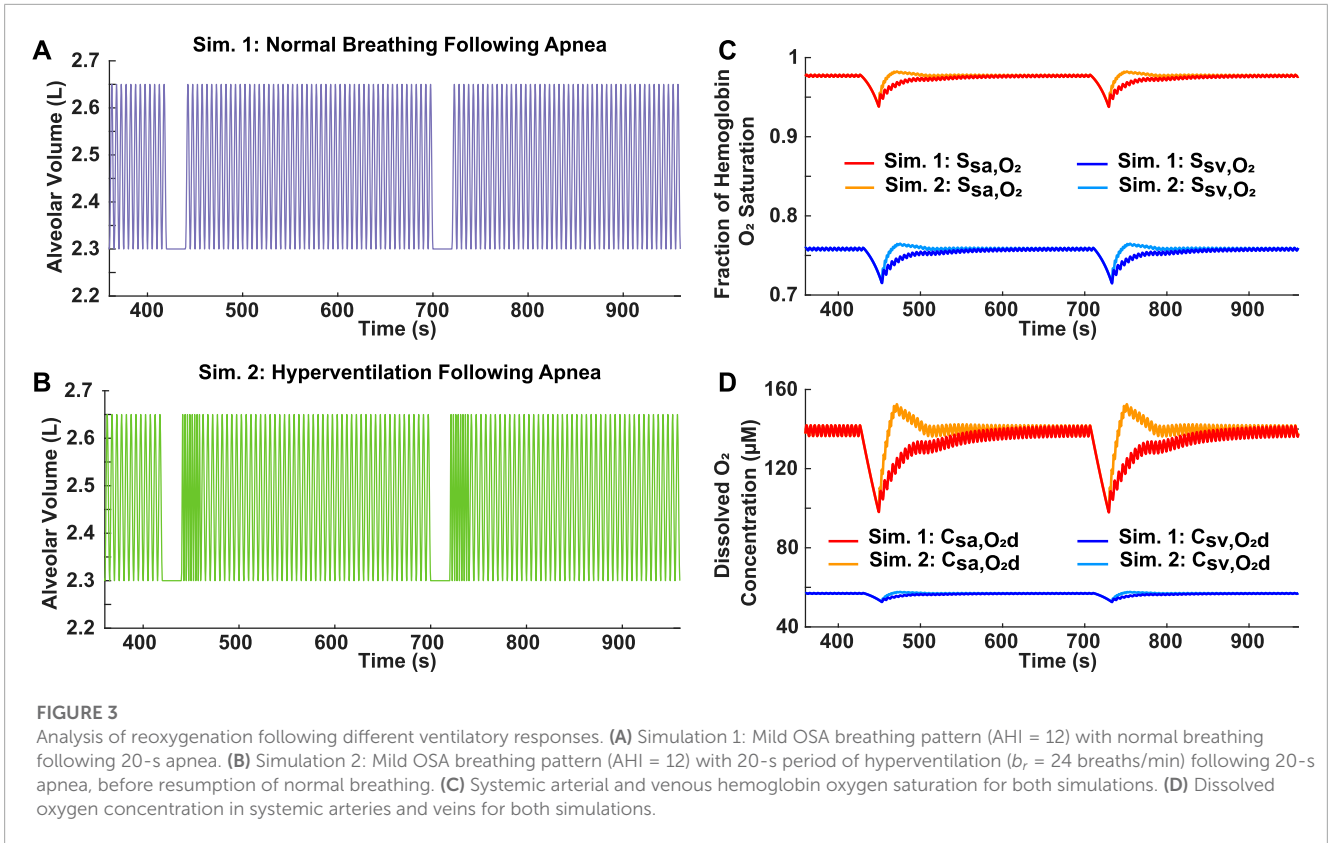 A
Sim. 1: Normal Breathing Following Apnea
Alveolar Volume (L)
2.7
2.6
2.5
2.4
2.3
2.2
400 500 600 700 800 900
Time (s)
B
Sim. 2: Hyperventilation Following Apnea
Alveolar Volume (L)
2.7
2.6
2.5
2.4
2.3
2.2
400 500 600 700 800 900
Time (s)
C
Fraction of Hemoglobin
O₂ Saturation
1
0.9
0.8
0.7
Sim. 1: Ssa,O₂
Sim. 2: Ssa,O₂
Sim. 1: Ssv,O₂
Sim. 2: Ssv,O₂
400 500 600 700 800 900
Time (s)
D
Dissolved O₂
Concentration (µM)
160
120
80
40
Sim. 1: Csa,O₂d
Sim. 2: Csa,O₂d
Sim. 1: Csv,O₂d
Sim. 2: Csv,O₂d
400 500 600 700 800 900
Time (s)
FIGURE 3
Analysis of reoxygenation following different ventilatory responses. (A) Simulation 1: Mild OSA breathing pattern (AHI = 12) with normal breathing
following 20-s apnea. (B) Simulation 2: Mild OSA breathing pattern (AHI = 12) with 20-s period of hyperventilation (bᵣ = 24 breaths/min) following 20-s
apnea, before resumption of normal breathing. (C) Systemic arterial and venous hemoglobin oxygen saturation for both simulations. (D) Dissolved
oxygen concentration in systemic arteries and veins for both simulations.